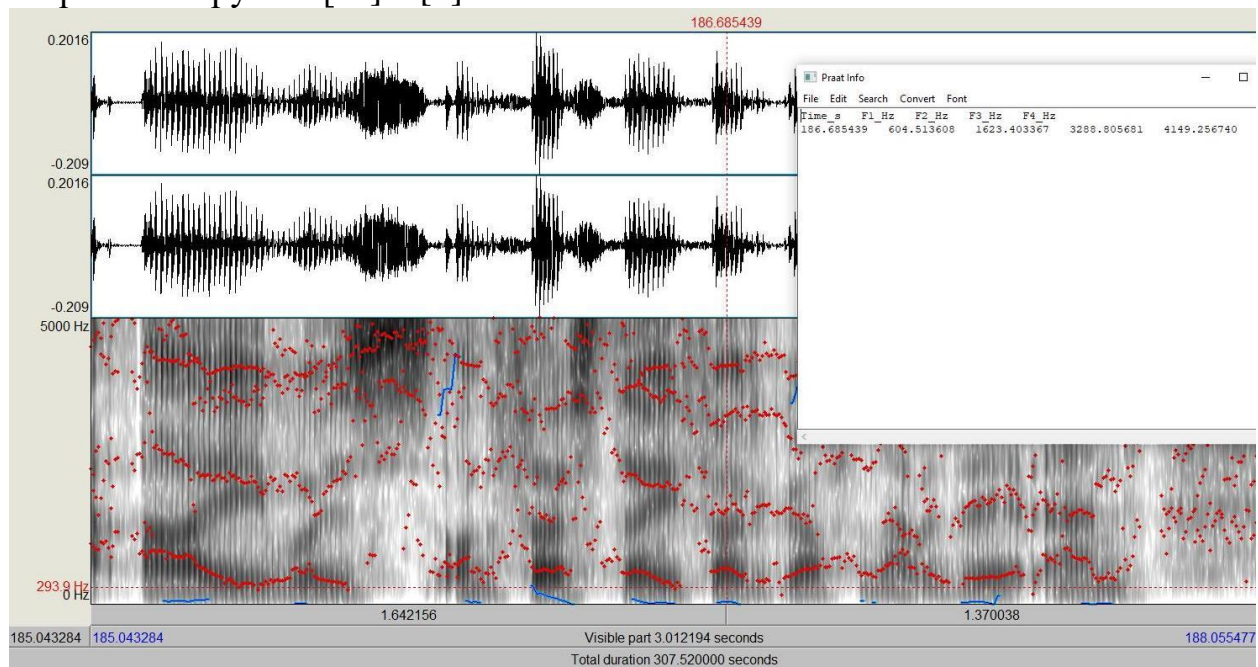 186.685439
0.2016
-0.209
0.2016
-0.209
Praat Info
File Edit Search Convert Font
Time_s F1_Hz F2_Hz F3_Hz F4_Hz
186.685439 604.513608 1623.403367 3288.805681 4149.256740
5000 Hz
293.9 Hz
0 Hz
1.642156 1.370038
185.043284 185.043284 Visible part 3.012194 seconds 188.055477
Total duration 307.520000 seconds